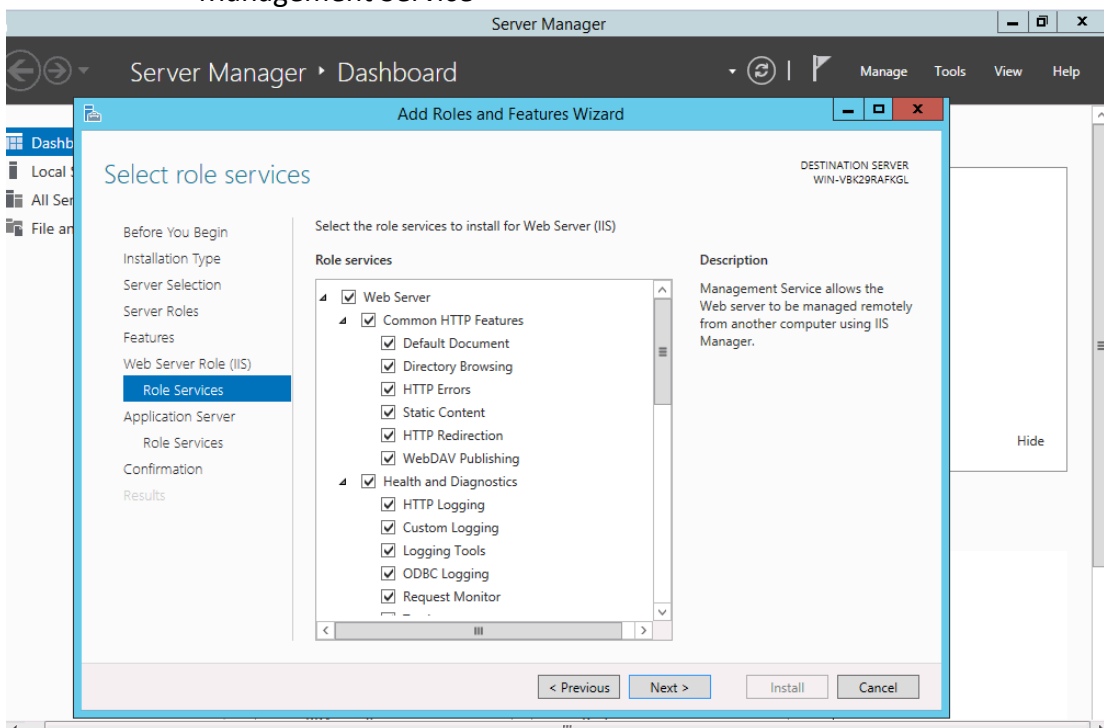 Management Service
Server Manager
Server Manager • Dashboard
Manage Tools View Help
Add Roles and Features Wizard
Dashb
Local S
All Ser
File an
Select role services
DESTINATION SERVER
WIN-VBK29RAFKGL
Before You Begin
Installation Type
Server Selection
Server Roles
Features
Web Server Role (IIS)
Role Services
Application Server
Role Services
Confirmation
Results
Select the role services to install for Web Server (IIS)
Role services
Web Server
Common HTTP Features
Default Document
Directory Browsing
HTTP Errors
Static Content
HTTP Redirection
WebDAV Publishing
Health and Diagnostics
HTTP Logging
Custom Logging
Logging Tools
ODBC Logging
Request Monitor
Description
Management Service allows the
Web server to be managed remotely
from another computer using IIS
Manager.
Hide
< Previous
Next >
Install
Cancel